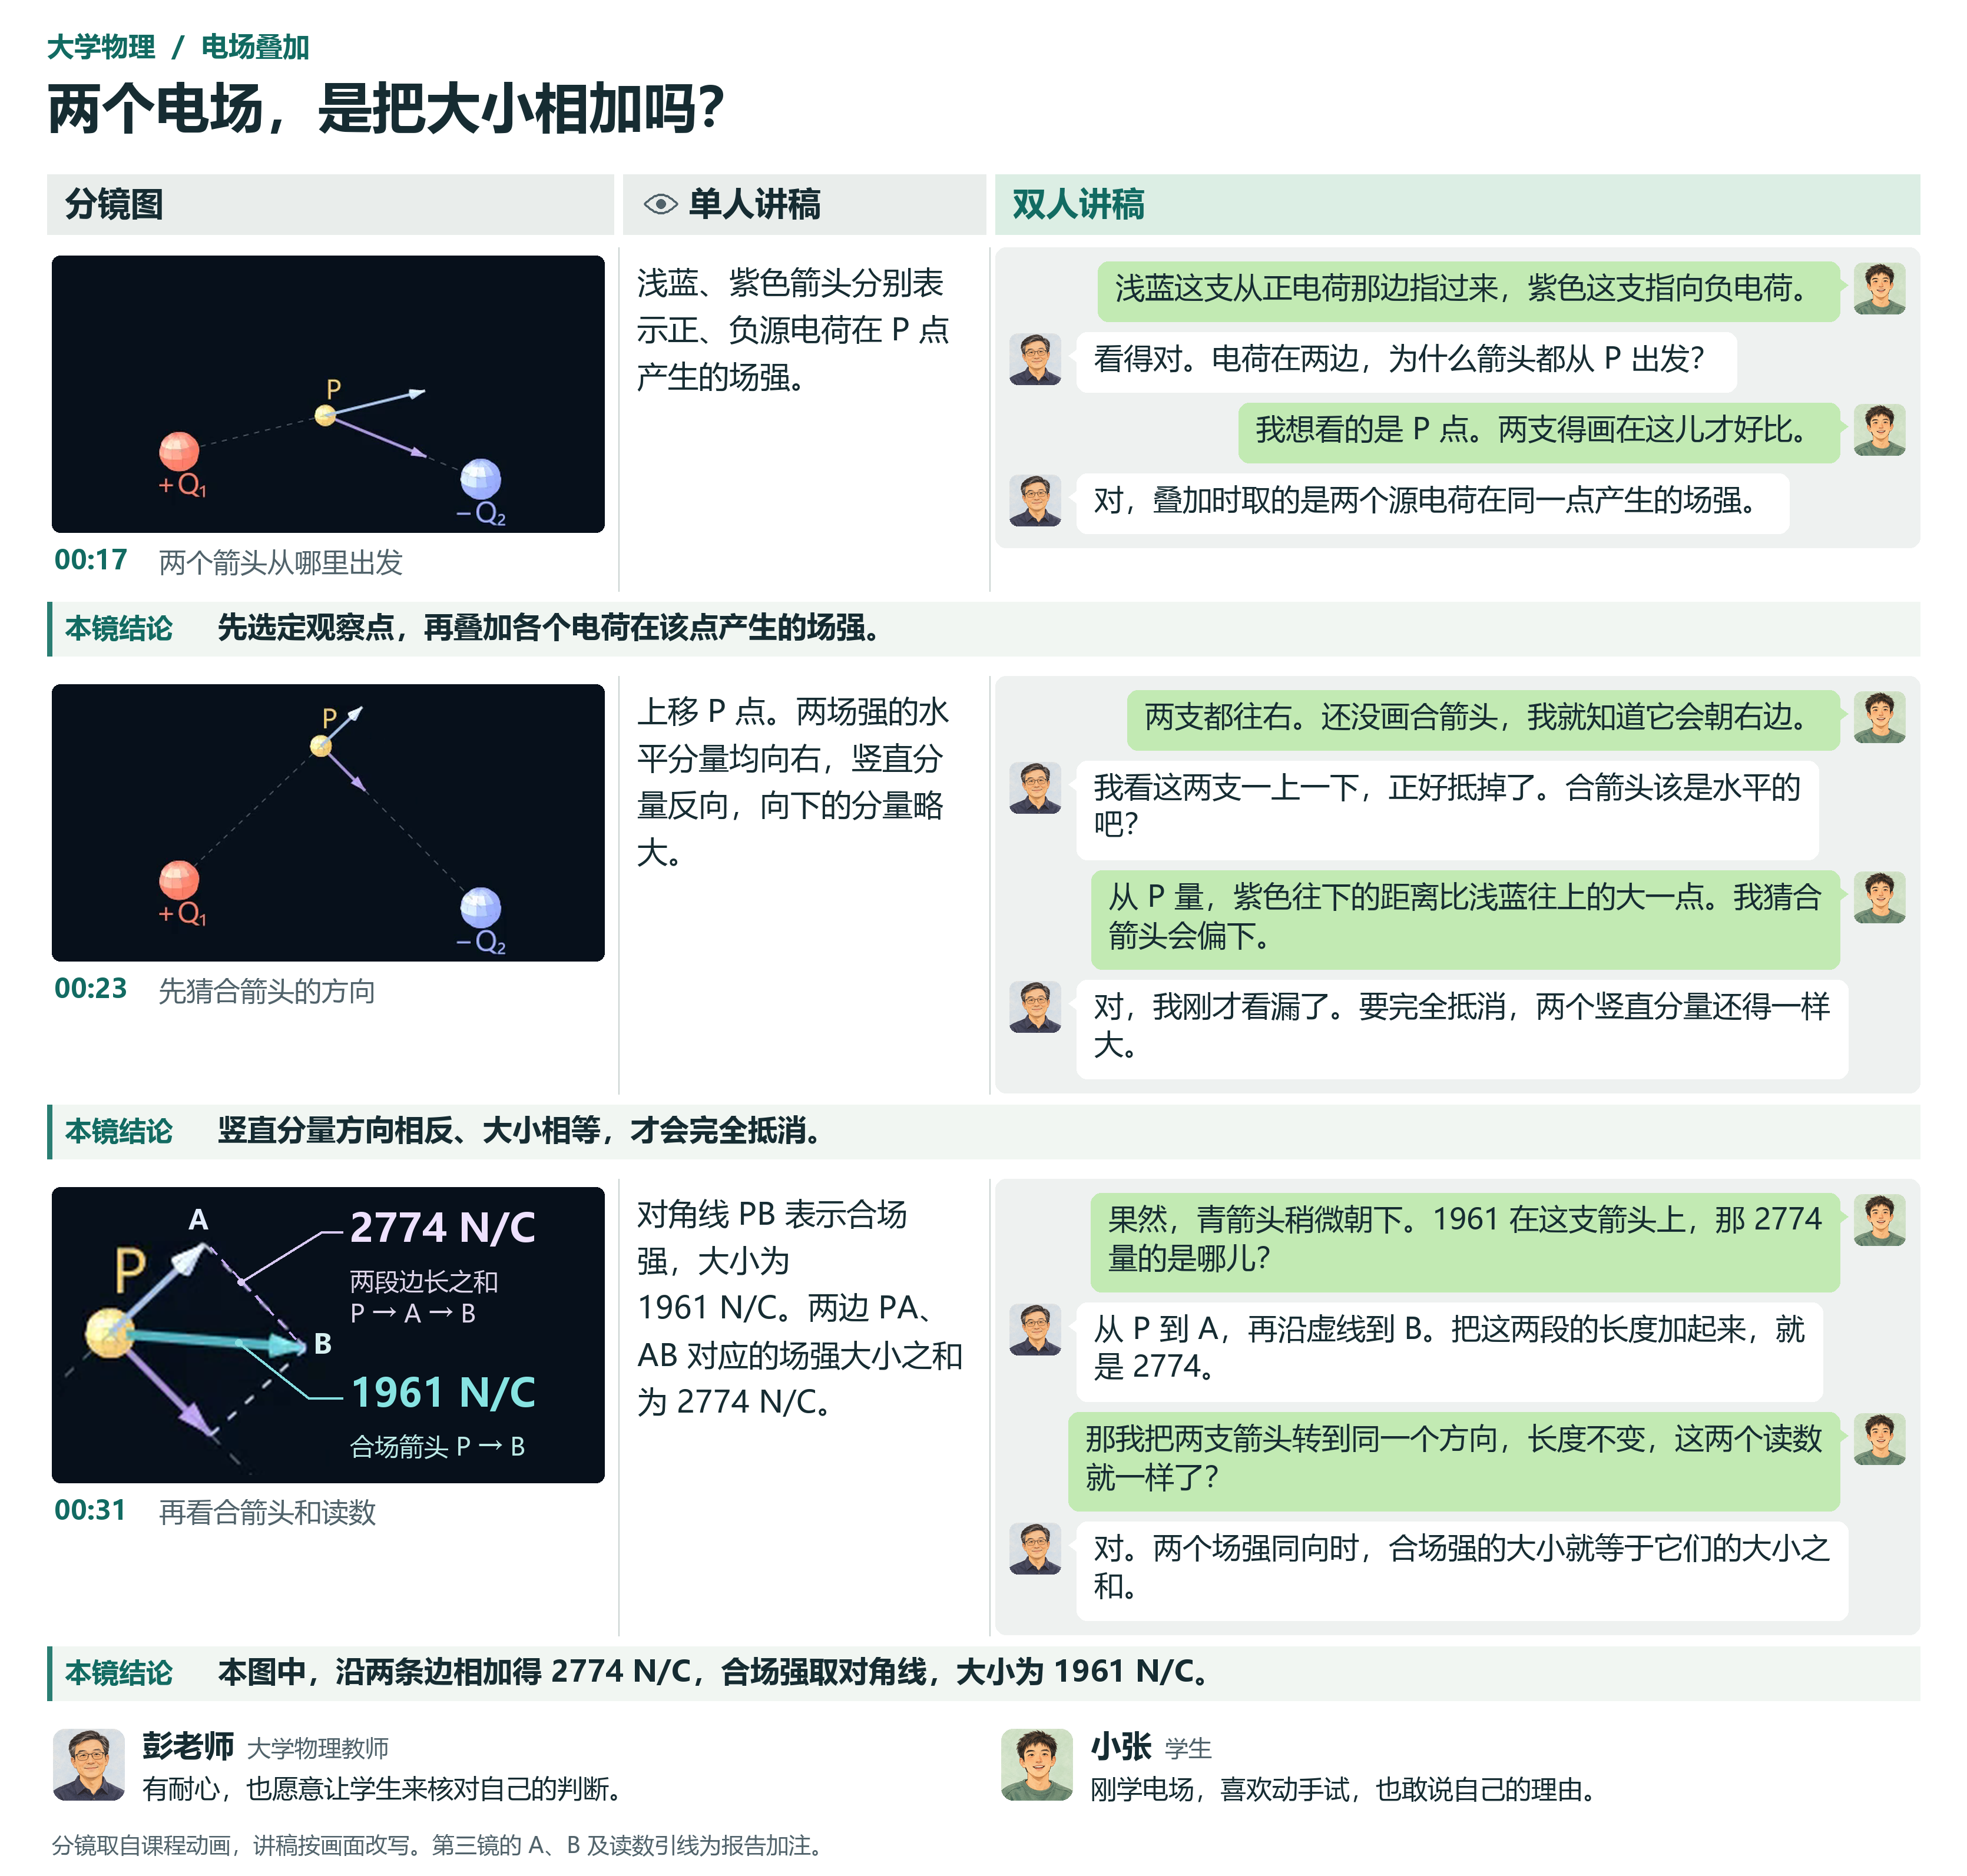 大学物理 / 电场叠加
两个电场，是把大小相加吗？
分镜图
单人讲稿
双人讲稿
P
+Q₁
−Q₂
00:17 两个箭头从哪里出发
浅蓝、紫色箭头分别表
示正、负源电荷在 P 点
产生的场强。
浅蓝这支从正电荷那边指过来，紫色这支指向负电荷。
看得对。电荷在两边，为什么箭头都从 P 出发？
我想看的是 P 点。两支得画在这儿才好比。
对，叠加时取的是两个源电荷在同一点产生的场强。
本镜结论 先选定观察点，再叠加各个电荷在该点产生的场强。
P
+Q₁
−Q₂
00:23 先猜合箭头的方向
上移 P 点。两场强的水
平分量均向右，竖直分
量反向，向下的分量略
大。
两支都往右。还没画合箭头，我就知道它会朝右边。
我看这两支一上一下，正好抵掉了。合箭头该是水平的
吧？
从 P 量，紫色往下的距离比浅蓝往上的大一点。我猜合
箭头会偏下。
对，我刚才看漏了。要完全抵消，两个竖直分量还得一样
大。
本镜结论 竖直分量方向相反、大小相等，才会完全抵消。
A
2774 N/C
P
两段边长之和
P → A → B
B
1961 N/C
合场箭头 P → B
00:31 再看合箭头和读数
对角线 PB 表示合场
强，大小为
1961 N/C。两边 PA、
AB 对应的场强大小之和
为 2774 N/C。
果然，青箭头稍微朝下。1961 在这支箭头上，那 2774
量的是哪儿？
从 P 到 A，再沿虚线到 B。把这两段的长度加起来，就
是 2774。
那我把两支箭头转到同一个方向，长度不变，这两个读数
就一样了？
对。两个场强同向时，合场强的大小就等于它们的大小之
和。
本镜结论 本图中，沿两条边相加得 2774 N/C，合场强取对角线，大小为 1961 N/C。
彭老师 大学物理教师
有耐心，也愿意让学生来核对自己的判断。
小张 学生
刚学电场，喜欢动手试，也敢说自己的理由。
分镜取自课程动画，讲稿按画面改写。第三镜的 A、B 及读数引线为报告加注。